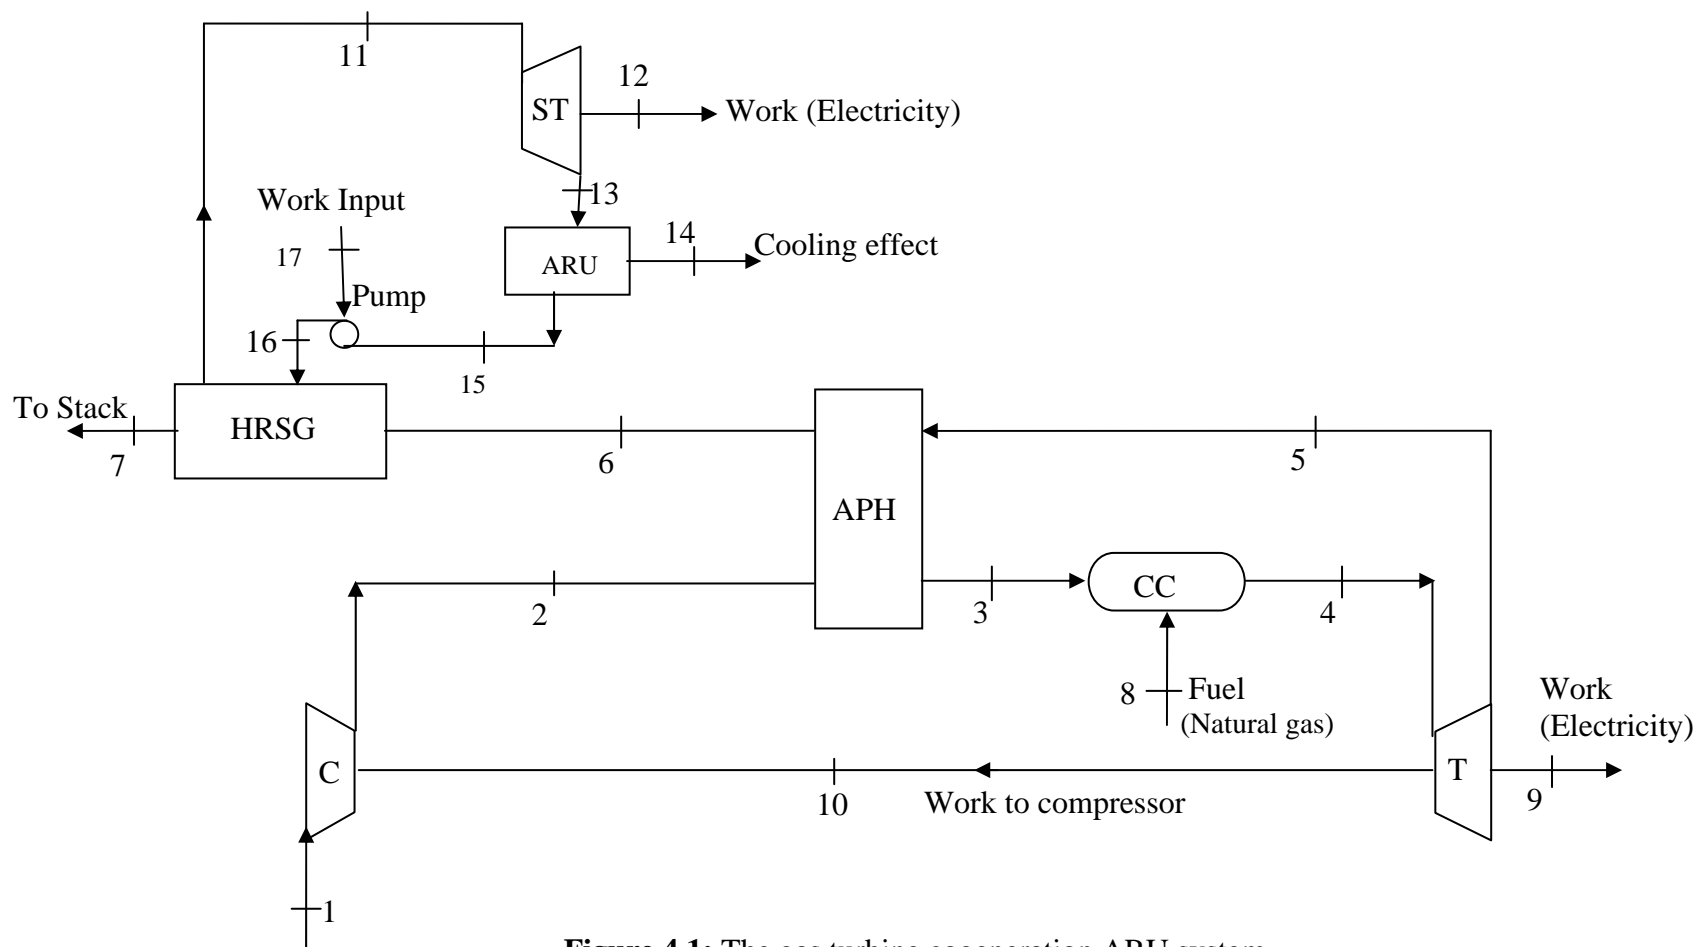 11
12
ST
Work (Electricity)
13
Work Input
14
Cooling effect
17
ARU
Pump
16
15
To Stack
HRSG
7
6
5
APH
2
3
CC
4
8
Fuel
(Natural gas)
Work
(Electricity)
C
T
10
Work to compressor
9
1
Figure 4.1: The gas turbine cogeneration ARU system